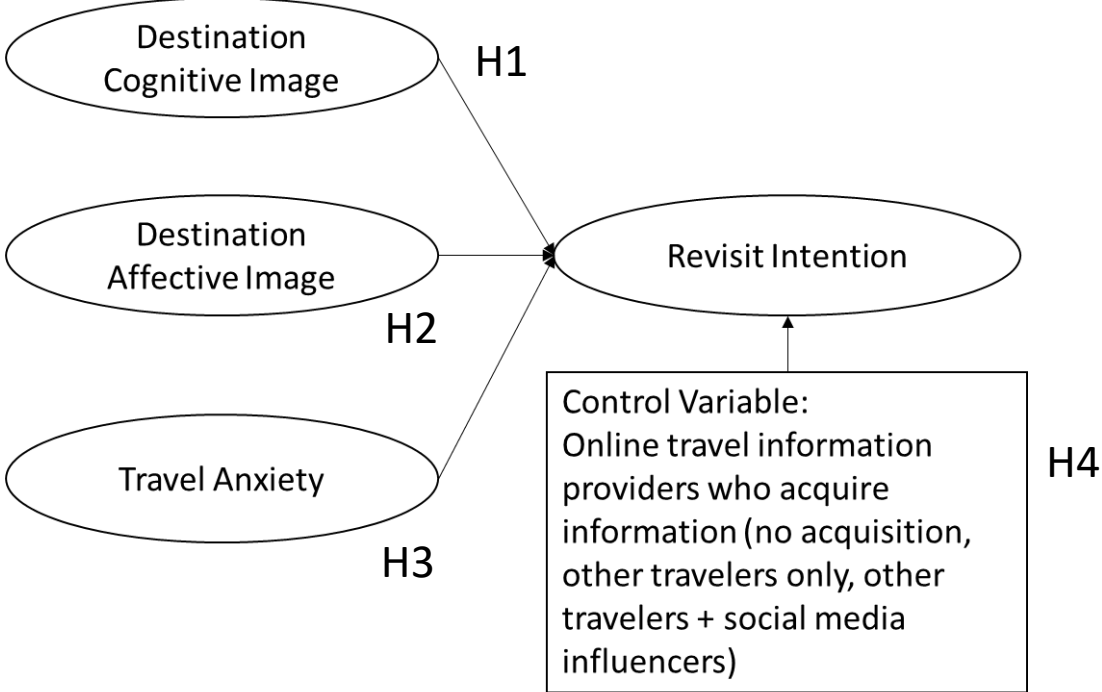 Destination
Cognitive Image
H1
Destination
Affective Image
H2
Revisit Intention
Travel Anxiety
H3
Control Variable:
Online travel information
providers who acquire
information (no acquisition,
other travelers only, other
travelers + social media
influencers)
H4